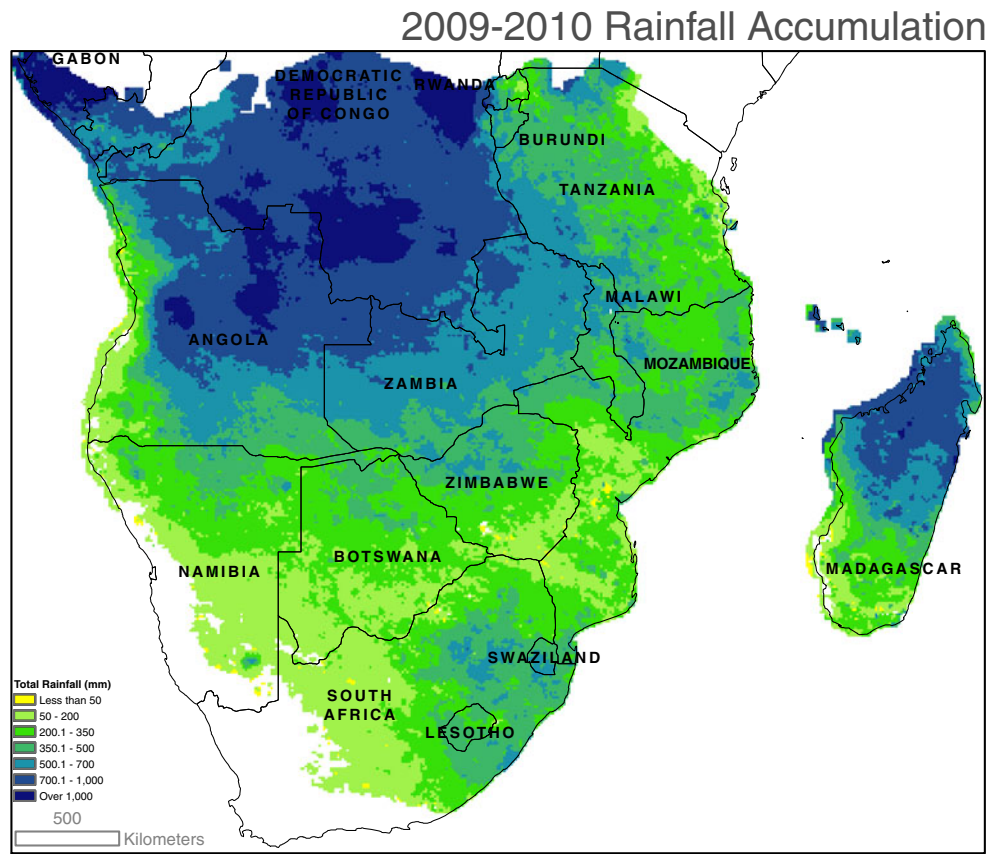 2009-2010 Rainfall Accumulation
GABON
DEMOCRATIC
REPUBLIC
OF CONGO
RWANDA
BURUNDI
TANZANIA
MALAWI
ANGOLA
MOZAMBIQUE
ZAMBIA
ZIMBABWE
BOTSWANA
NAMIBIA
MADAGASCAR
SWAZILAND
SOUTH
AFRICA
LESOTHO
Total Rainfall (mm)
Less than 50
50 - 200
200.1 - 350
350.1 - 500
500.1 - 700
700.1 - 1,000
Over 1,000
500
Kilometers